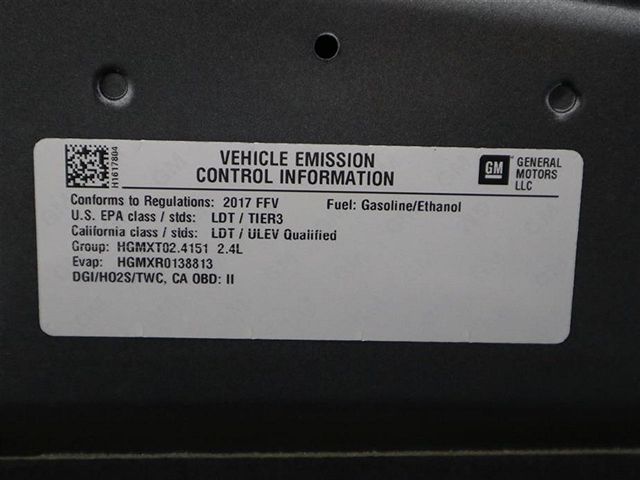 H1617804
VEHICLE EMISSION
CONTROL INFORMATION
GM
GENERAL
MOTORS
LLC
Conforms to Regulations: 2017 FFV Fuel: Gasoline/Ethanol
U.S. EPA class / stds: LDT / TIER3
California class / stds: LDT / ULEV Qualified
Group: HGMXT02.4151 2.4L
Evap: HGMXR0138813
DGI/HO2S/TWC, CA OBD: II